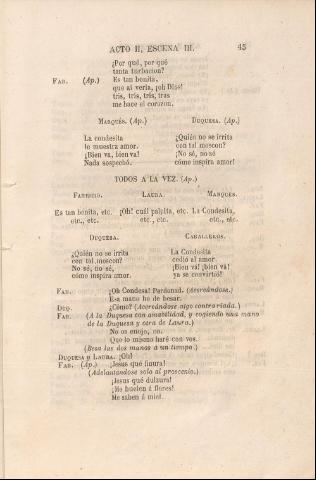 ACTO II, ESCENA III. 45
¿Por qué, por qué
tanta turbacion?
FAB. (Ap.) Es tan bonita,
que al verla, ¡oh Dios!
tris, tris, tris, tras
me hace el corazon.
MARQUÉS. (Ap.) DUQUESA. (Ap.)
La condesita ¿Quién no se irrita
le muestra amor. con tal moscon?
¡Bien va, bien va! ¡No sé, no sé
Nada sospechó. cómo inspira amor!
TODOS A LA VEZ. (Ap.)
FABRICIO. LAURA. MARQUES.
Es tan bonita, etc. ¡Oh! cuál palpita, etc. La Condesita,
etc., etc. etc., etc. etc., etc.
DUQUESA. CABALLEROS.
¿Quién no se irrita La Condesita
con tal moscon? cedió al amor.
No sé, no sé, ¡Bien va! ¡bien va!
cómo inspira amor. ya se convirtió!
FAB. ¡Oh Condesa! Perdonad. (Acercándose.)
Esa mano he de besar.
DUQ. ¿Cómo? (Acercándose algo contrariada.)
FAB. (A la Duquesa con amabilidad, y cogiendo una mano
de la Duquesa y otra de Laura.)
No os enojo, en.
Que lo mismo haré con vos.
(Besa las dos manos á un tiempo.)
DUQUESA y LAURA. ¡Oh!
FAB. (Ap.) ¡Jesus qué finura!
(Adelantándose solo al proscenio.)
¡Jesus qué dulzura!
¡Me huelen á flores!
Me saben á miel.